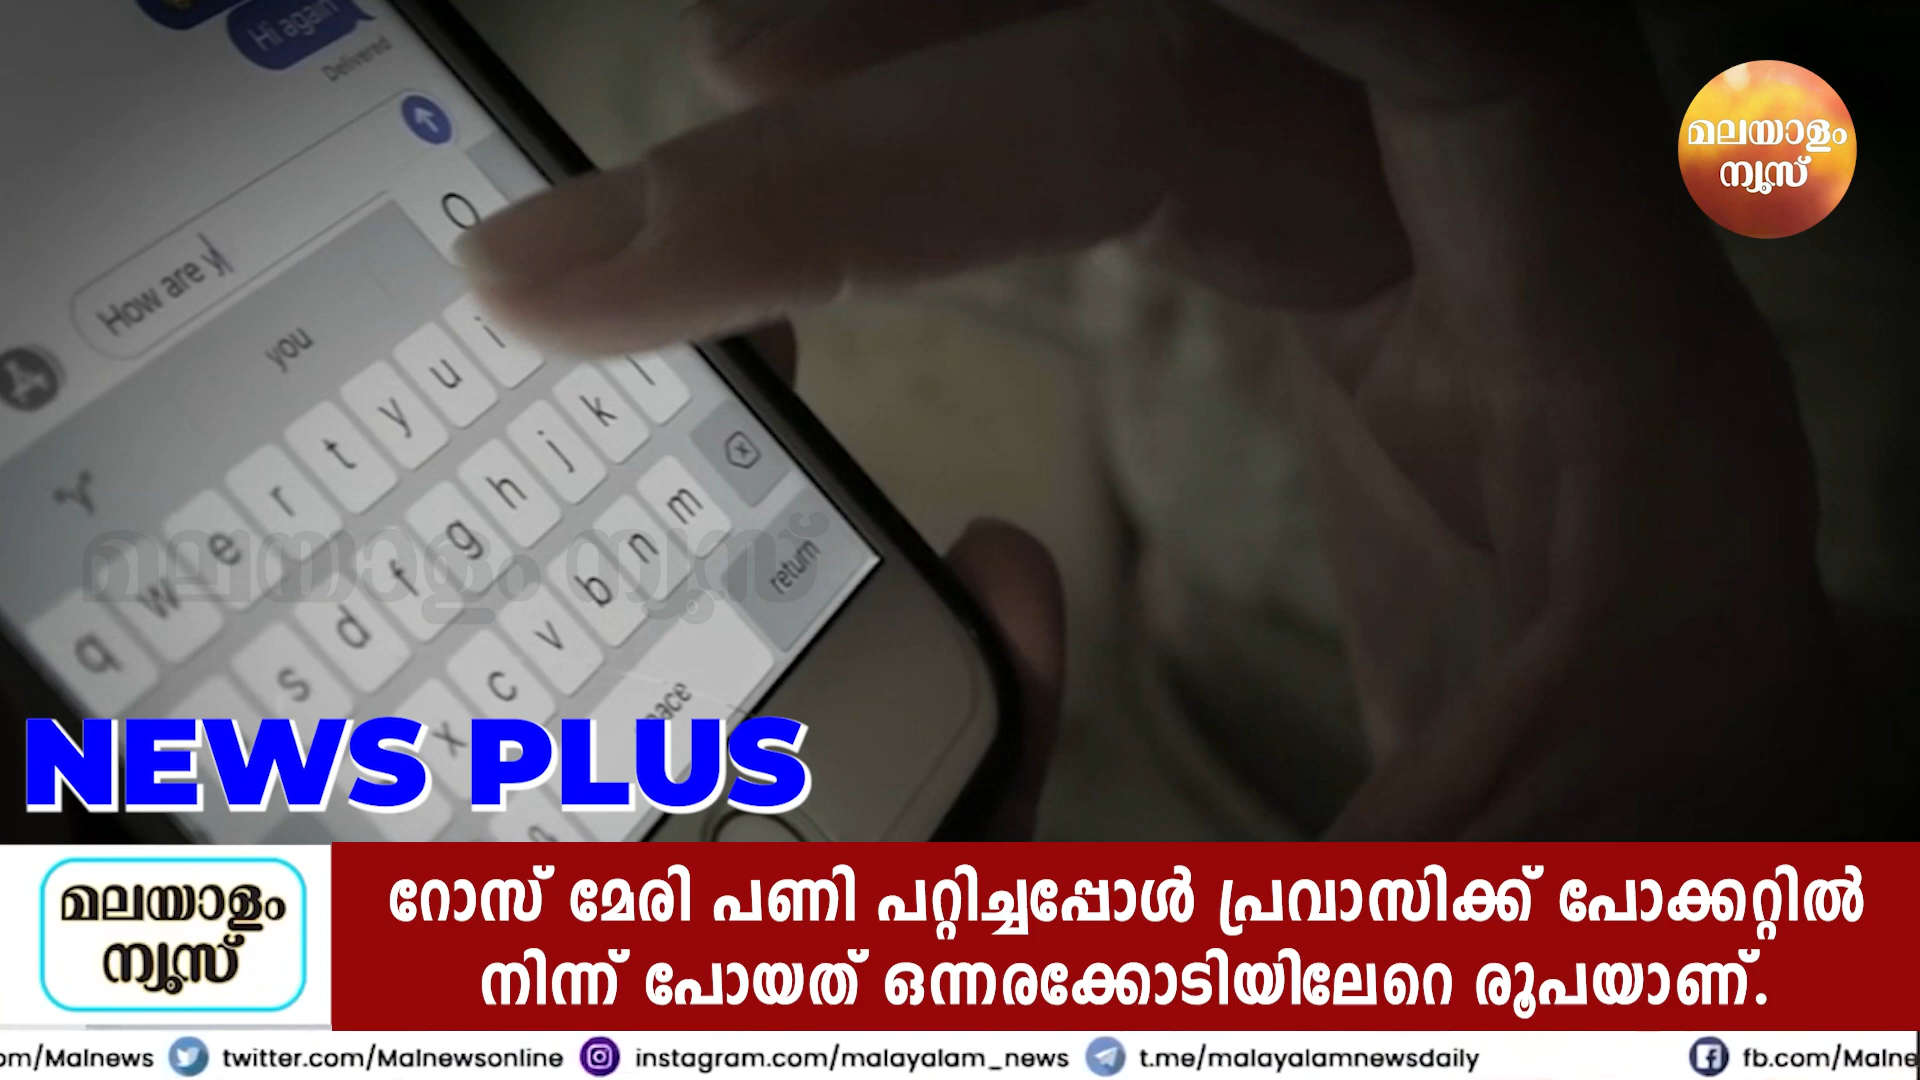 Hi again
Delivered
മലയാളം
ന്യൂസ്
O
How are y
you
i
u
y
t
r
e
w
q
l
k
j
h
g
f
d
s
m
n
b
v
c
x
return
മലയാളം ന്യൂസ്
NEWS PLUS
മലയാളം
ന്യൂസ്
റോസ് മേരി പണി പറ്റിച്ചപ്പോൾ പ്രവാസിക്ക് പോക്കറ്റിൽ
നിന്ന് പോയത് ഒന്നരക്കോടിയിലേറെ രൂപയാണ്.
om/Malnews twitter.com/Malnewsonline instagram.com/malayalam_news t.me/malayalamnewsdaily fb.com/Malne